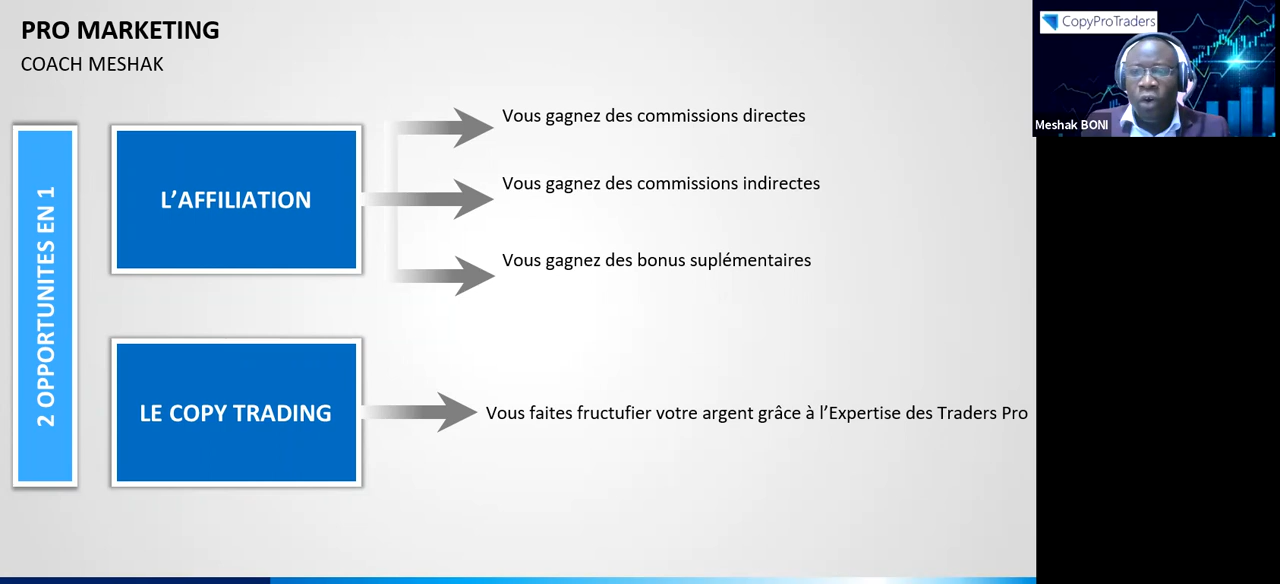 PRO MARKETING
COACH MESHAK
2 OPPORTUNITES EN 1
L’AFFILIATION
Vous gagnez des commissions directes
Vous gagnez des commissions indirectes
Vous gagnez des bonus suplémentaires
LE COPY TRADING
Vous faites fructufier votre argent grâce à l’Expertise des Traders Pro
CopyProTraders
Meshak BONI